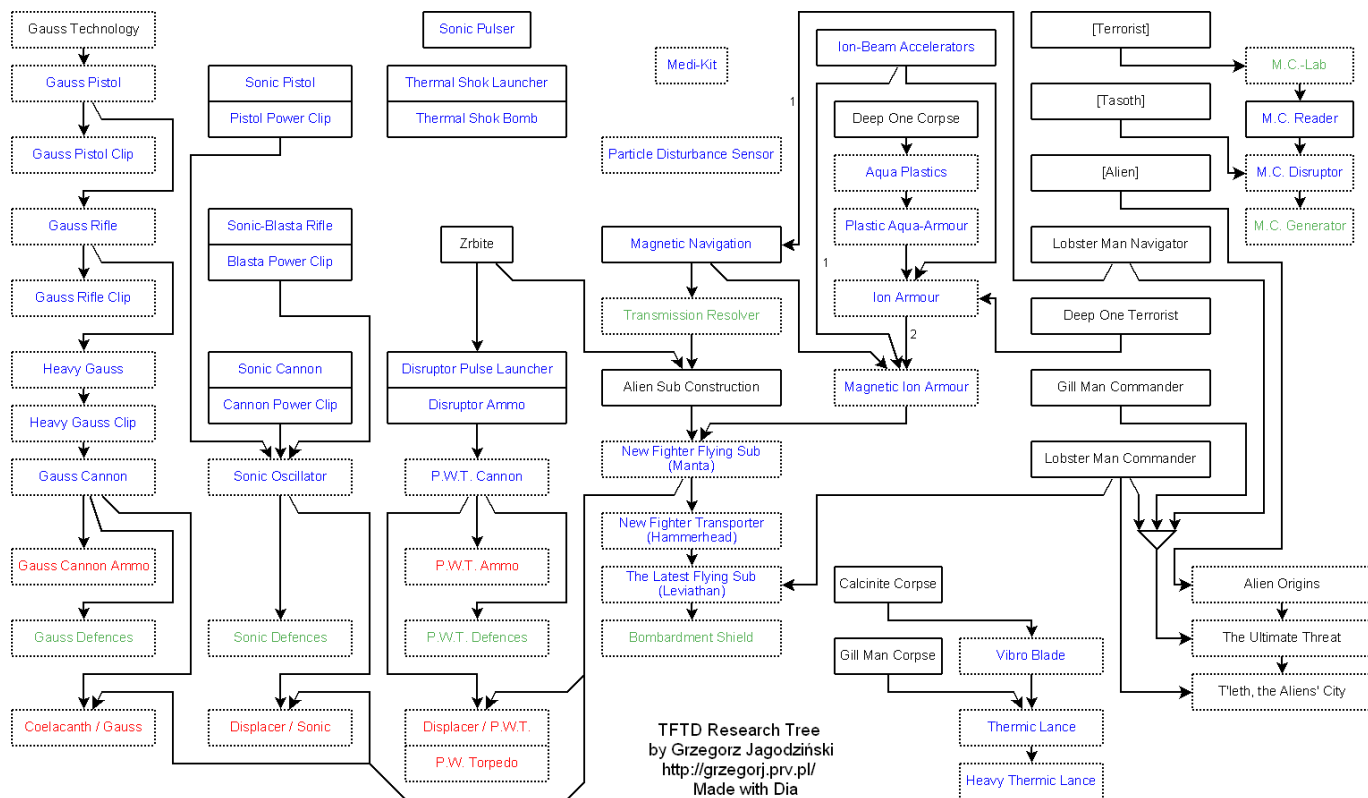 Gauss Technology
Sonic Pulser
[Terrorist]
Ion-Beam Accelerators
Medi-Kit
M.C.-Lab
Gauss Pistol
Sonic Pistol
Thermal Shok Launcher
1
[Tasoth]
Pistol Power Clip
Thermal Shok Bomb
Deep One Corpse
M.C. Reader
Gauss Pistol Clip
Particle Disturbance Sensor
Aqua Plastics
[Alien]
M.C. Disruptor
Gauss Rifle
Sonic-Blasta Rifle
Plastic Aqua-Armour
M.C. Generator
Zrbite
Magnetic Navigation
Lobster Man Navigator
Blasta Power Clip
1
Gauss Rifle Clip
Ion Armour
Transmission Resolver
Deep One Terrorist
2
Heavy Gauss
Sonic Cannon
Disruptor Pulse Launcher
Alien Sub Construction
Magnetic Ion Armour
Gill Man Commander
Cannon Power Clip
Disruptor Ammo
Heavy Gauss Clip
New Fighter Flying Sub
(Manta)
Lobster Man Commander
Gauss Cannon
Sonic Oscillator
P.W.T. Cannon
New Fighter Transporter
(Hammerhead)
Gauss Cannon Ammo
P.W.T. Ammo
The Latest Flying Sub
(Leviathan)
Calcinite Corpse
Alien Origins
Gauss Defences
Sonic Defences
P.W.T. Defences
Bombardment Shield
The Ultimate Threat
Gill Man Corpse
Vibro Blade
T'leth, the Aliens' City
Coelacanth / Gauss
Displacer / Sonic
Displacer / P.W.T.
Thermic Lance
P.W. Torpedo
Heavy Thermic Lance
TFTD Research Tree
by Grzegorz Jagodziński
http://grzegorj.prv.pl/
Made with Dia